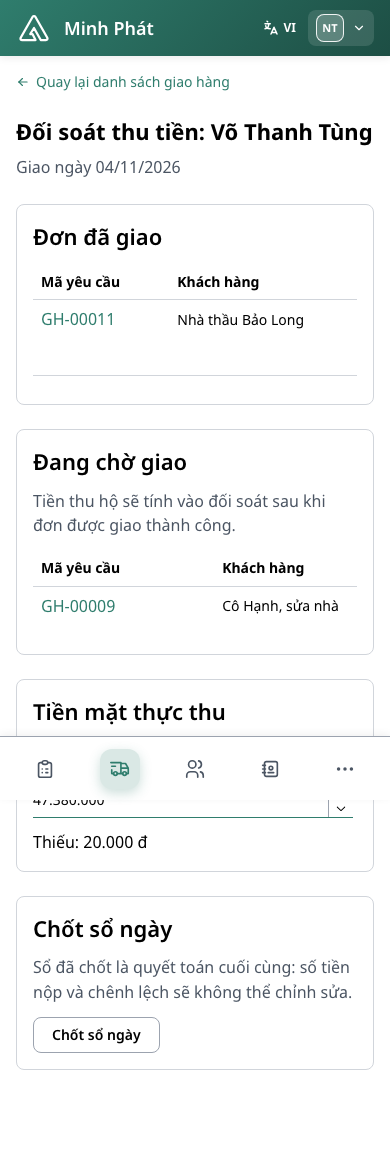 Minh Phát
VI
NT
Quay lại danh sách giao hàng
Đối soát thu tiền: Võ Thanh Tùng
Giao ngày 04/11/2026
Đơn đã giao
Mã yêu cầu Khách hàng
GH-00011 Nhà thầu Bảo Long
Đang chờ giao
Tiền thu hộ sẽ tính vào đối soát sau khi
đơn được giao thành công.
Mã yêu cầu Khách hàng
GH-00009 Cô Hạnh, sửa nhà
Tiền mặt thực thu
47.380.000
Thiếu: 20.000 đ
Chốt sổ ngày
Sổ đã chốt là quyết toán cuối cùng: số tiền
nộp và chênh lệch sẽ không thể chỉnh sửa.
Chốt sổ ngày